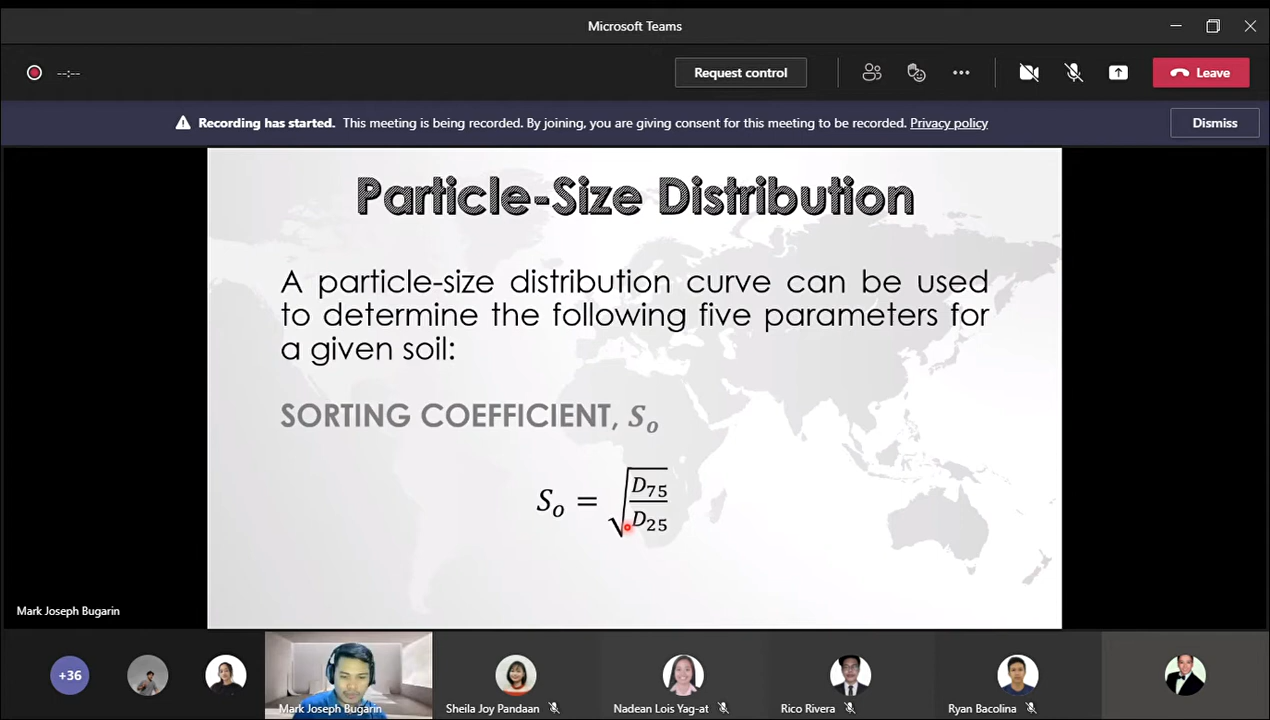 Microsoft Teams
--:--
Request control
Leave
Recording has started. This meeting is being recorded. By joining, you are giving consent for this meeting to be recorded. Privacy policy
Dismiss
Particle-Size Distribution
A particle-size distribution curve can be used
to determine the following five parameters for
a given soil:
SORTING COEFFICIENT, Sₒ
Sₒ = √(D₇₅/D₂₅)
Mark Joseph Bugarin
+36
Mark Joseph Bugarin
Sheila Joy Pandaan
Nadean Lois Yag-at
Rico Rivera
Ryan Bacolina